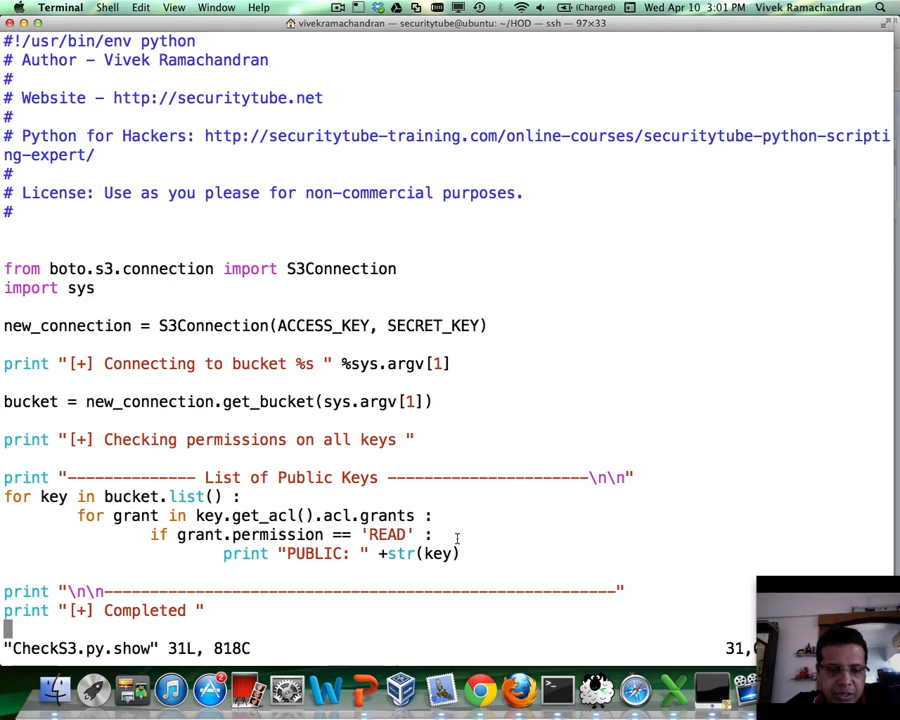 Terminal Shell Edit View Window Help (Charged) Wed Apr 10 3:01 PM Vivek Ramachandran
vivekramachandran — securitytube@ubuntu: ~/HOD — ssh — 97×33
#!/usr/bin/env python
# Author - Vivek Ramachandran
#
# Website - http://securitytube.net
#
# Python for Hackers: http://securitytube-training.com/online-courses/securitytube-python-scripti
ng-expert/
#
# License: Use as you please for non-commercial purposes.
#
from boto.s3.connection import S3Connection
import sys
new_connection = S3Connection(ACCESS_KEY, SECRET_KEY)
print "[+] Connecting to bucket %s " %sys.argv[1]
bucket = new_connection.get_bucket(sys.argv[1])
print "[+] Checking permissions on all keys "
print "-------------- List of Public Keys ----------------------\n\n"
for key in bucket.list() :
for grant in key.get_acl().acl.grants :
if grant.permission == 'READ' :
print "PUBLIC: " +str(key)
print "\n\n--------------------------------------------------------"
print "[+] Completed "
"CheckS3.py.show" 31L, 818C 31,
2